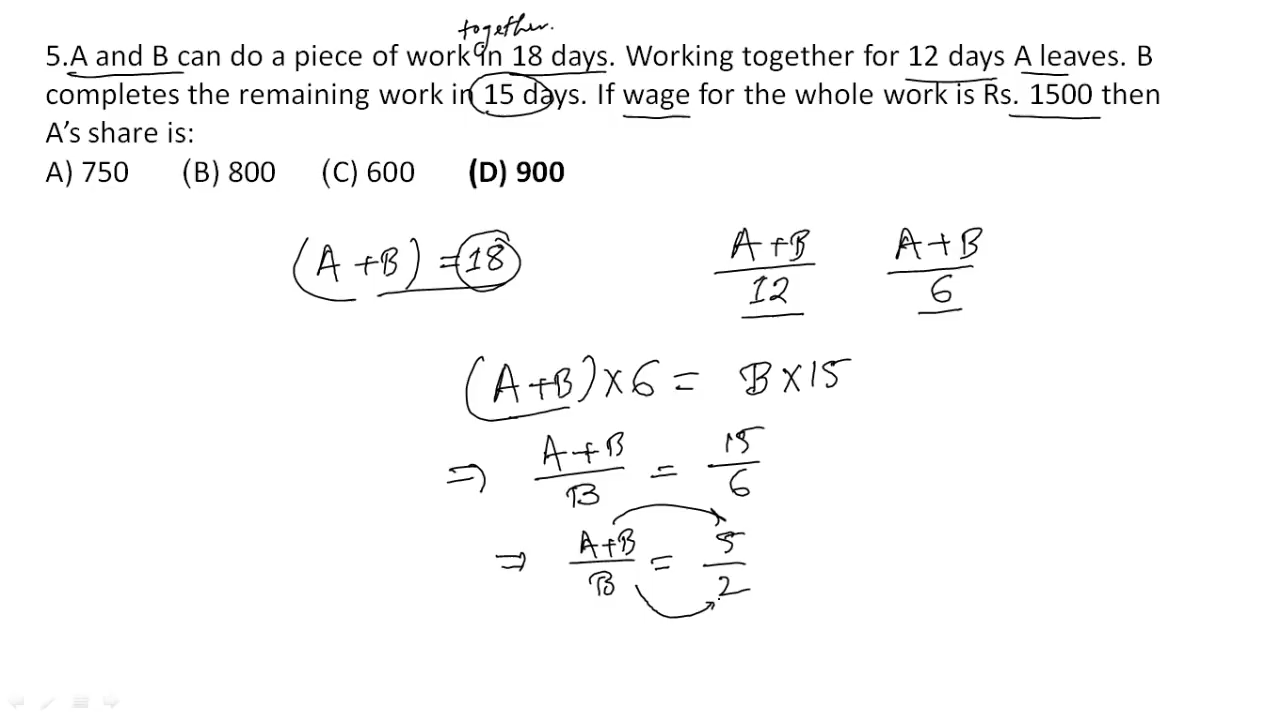 together.
5.A and B can do a piece of work in 18 days. Working together for 12 days A leaves. B
completes the remaining work in 15 days. If wage for the whole work is Rs. 1500 then
A's share is:
A) 750 (B) 800 (C) 600 (D) 900
(A+B) = 18
A+B/12 A+B/6
(A+B)×6 = B×15
⇒ A+B/B = 15/6
⇒ A+B/B = 5/2